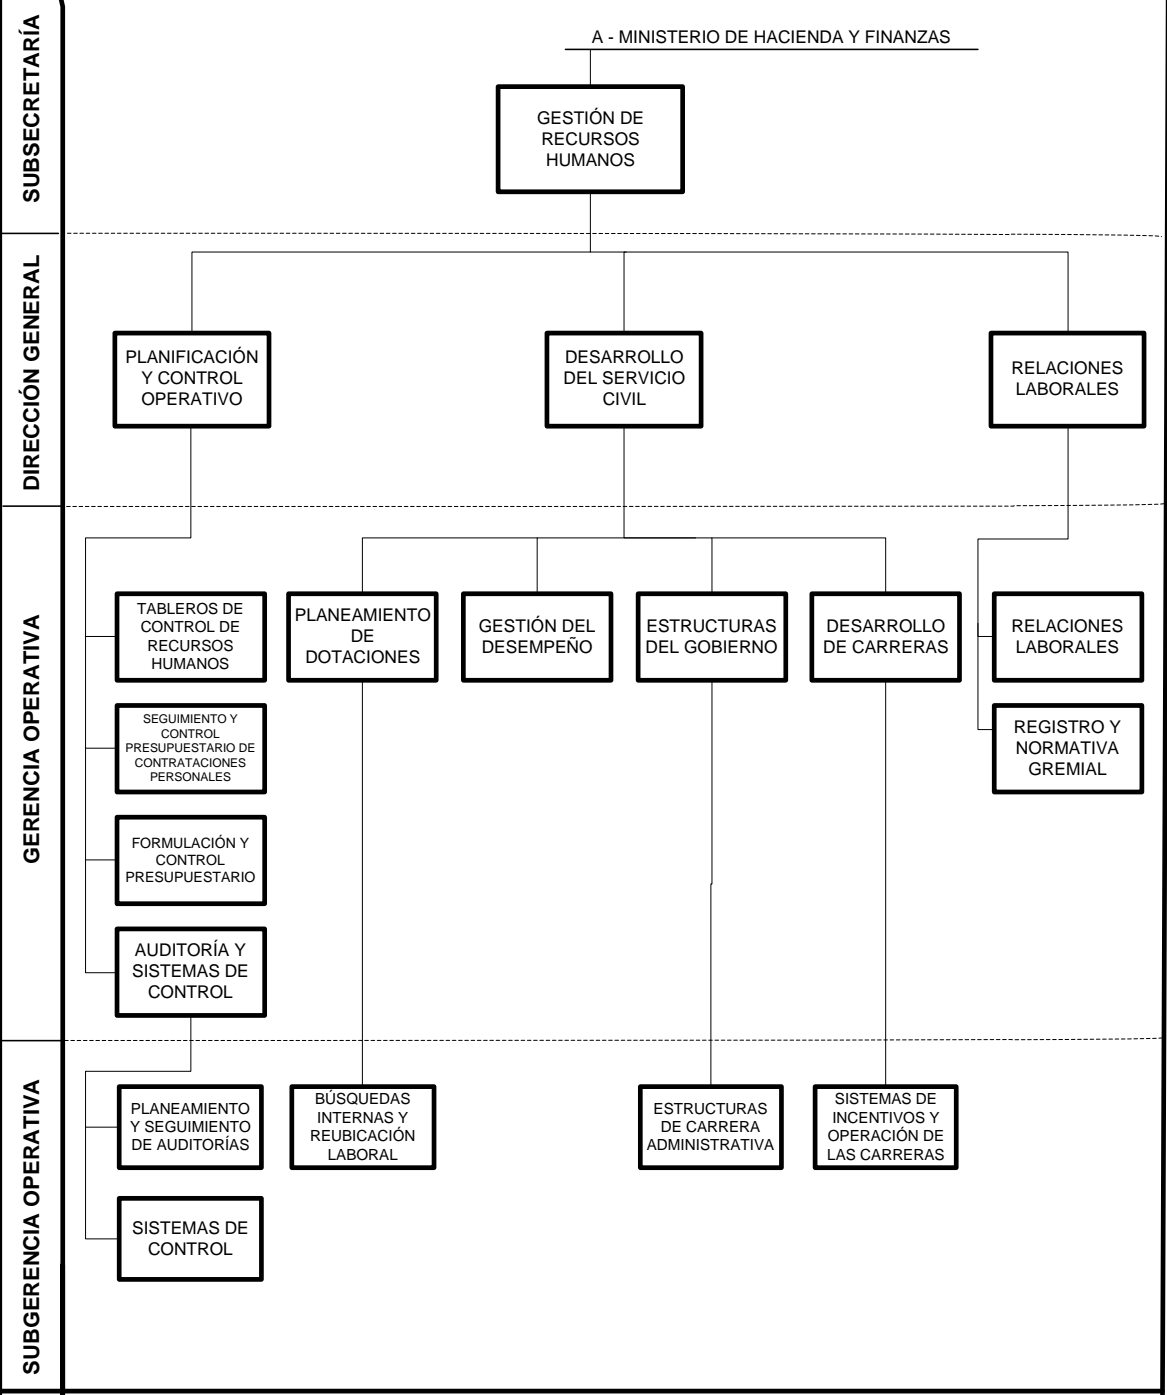 SUBSECRETARÍA
A - MINISTERIO DE HACIENDA Y FINANZAS
GESTIÓN DE
RECURSOS
HUMANOS
DIRECCIÓN GENERAL
PLANIFICACIÓN
Y CONTROL
OPERATIVO
DESARROLLO
DEL SERVICIO
CIVIL
RELACIONES
LABORALES
GERENCIA OPERATIVA
TABLEROS DE
CONTROL DE
RECURSOS
HUMANOS
PLANEAMIENTO
DE
DOTACIONES
GESTIÓN DEL
DESEMPEÑO
ESTRUCTURAS
DEL GOBIERNO
DESARROLLO
DE CARRERAS
RELACIONES
LABORALES
SEGUIMIENTO Y
CONTROL
PRESUPUESTARIO DE
CONTRATACIONES
PERSONALES
REGISTRO Y
NORMATIVA
GREMIAL
FORMULACIÓN Y
CONTROL
PRESUPUESTARIO
AUDITORÍA Y
SISTEMAS DE
CONTROL
SUBGERENCIA OPERATIVA
PLANEAMIENTO
Y SEGUIMIENTO
DE AUDITORÍAS
BÚSQUEDAS
INTERNAS Y
REUBICACIÓN
LABORAL
ESTRUCTURAS
DE CARRERA
ADMINISTRATIVA
SISTEMAS DE
INCENTIVOS Y
OPERACIÓN DE
LAS CARRERAS
SISTEMAS DE
CONTROL